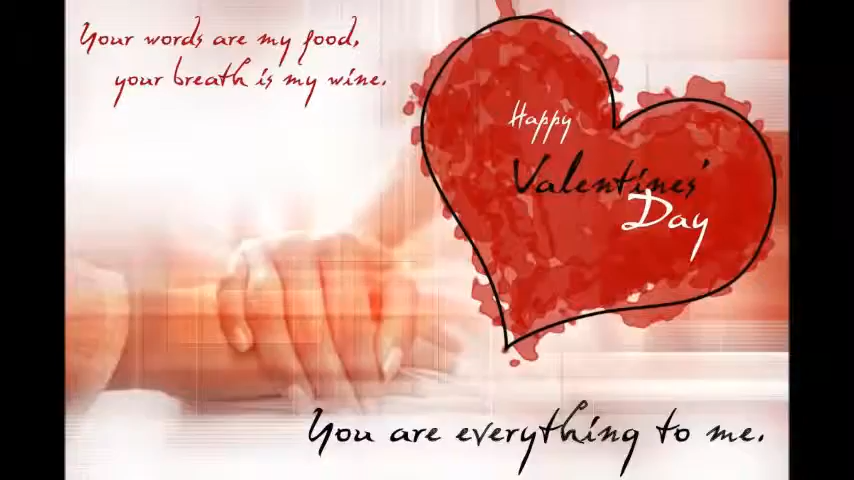 Your words are my food,
your breath is my wine.
Happy
Valentines'
Day
You are everything to me.